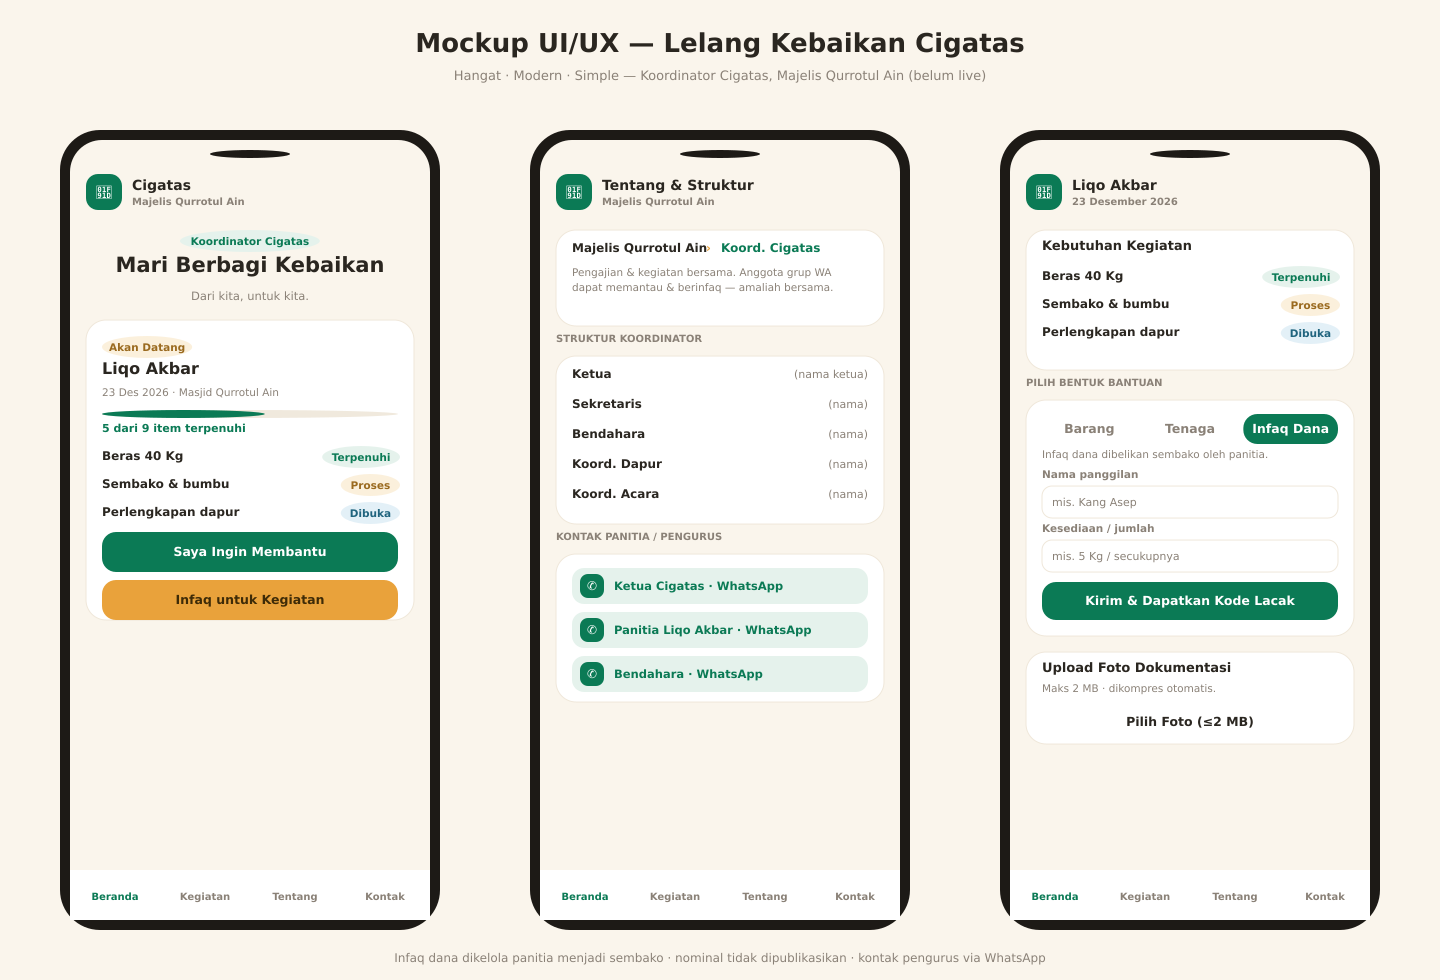 Mockup UI/UX — Lelang Kebaikan Cigatas
Hangat · Modern · Simple — Koordinator Cigatas, Majelis Qurrotul Ain (belum live)
Cigatas
Majelis Qurrotul Ain
Koordinator Cigatas
Mari Berbagi Kebaikan
Dari kita, untuk kita.
Akan Datang
Liqo Akbar
23 Des 2026 · Masjid Qurrotul Ain
5 dari 9 item terpenuhi
Beras 40 Kg
Terpenuhi
Sembako & bumbu
Proses
Perlengkapan dapur
Dibuka
Saya Ingin Membantu
Infaq untuk Kegiatan
Beranda
Kegiatan
Tentang
Kontak
Tentang & Struktur
Majelis Qurrotul Ain
Majelis Qurrotul Ain› Koord. Cigatas
Pengajian & kegiatan bersama. Anggota grup WA
dapat memantau & berinfaq — amaliah bersama.
STRUKTUR KOORDINATOR
Ketua
(nama ketua)
Sekretaris
(nama)
Bendahara
(nama)
Koord. Dapur
(nama)
Koord. Acara
(nama)
KONTAK PANITIA / PENGURUS
✆ Ketua Cigatas · WhatsApp
✆ Panitia Liqo Akbar · WhatsApp
✆ Bendahara · WhatsApp
Beranda
Kegiatan
Tentang
Kontak
Liqo Akbar
23 Desember 2026
Kebutuhan Kegiatan
Beras 40 Kg
Terpenuhi
Sembako & bumbu
Proses
Perlengkapan dapur
Dibuka
PILIH BENTUK BANTUAN
Barang
Tenaga
Infaq Dana
Infaq dana dibelikan sembako oleh panitia.
Nama panggilan
mis. Kang Asep
Kesediaan / jumlah
mis. 5 Kg / secukupnya
Kirim & Dapatkan Kode Lacak
Upload Foto Dokumentasi
Maks 2 MB · dikompres otomatis.
Pilih Foto (≤2 MB)
Beranda
Kegiatan
Tentang
Kontak
Infaq dana dikelola panitia menjadi sembako · nominal tidak dipublikasikan · kontak pengurus via WhatsApp